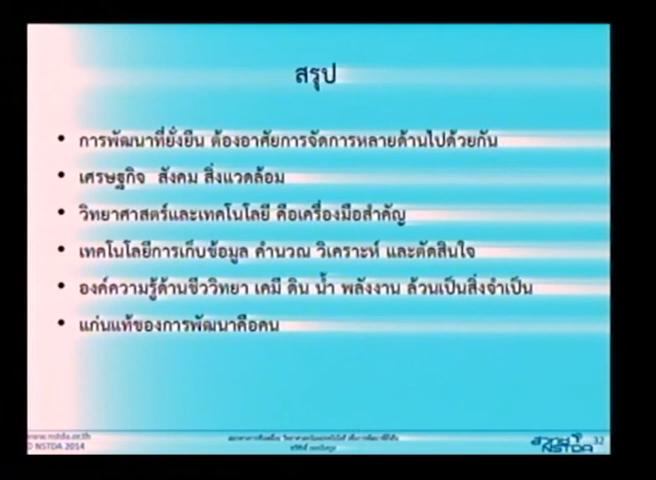 สรุป
• การพัฒนาที่ยั่งยืน ต้องอาศัยการจัดการหลายด้านไปด้วยกัน
• เศรษฐกิจ สังคม สิ่งแวดล้อม
• วิทยาศาสตร์และเทคโนโลยี คือเครื่องมือสำคัญ
• เทคโนโลยีการเก็บข้อมูล คำนวณ วิเคราะห์ และตัดสินใจ
• องค์ความรู้ด้านชีววิทยา เคมี ดิน น้ำ พลังงาน ล้วนเป็นสิ่งจำเป็น
• แก่นแท้ของการพัฒนาคือคน
www.nstda.or.th
© NSTDA 2014
สวทช
NSTDA
32